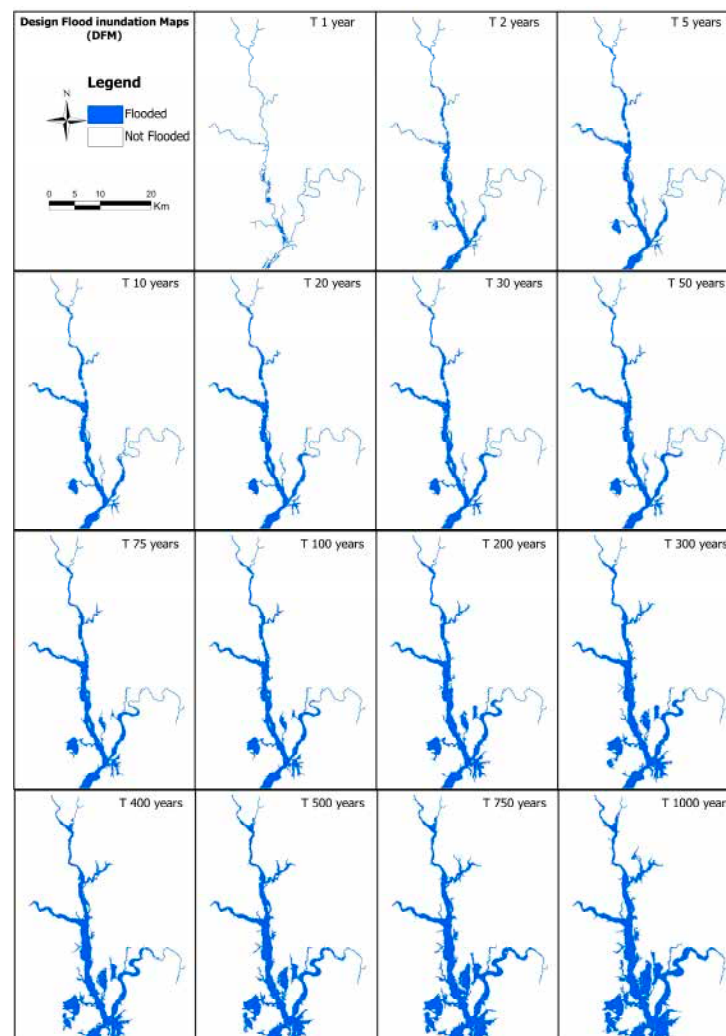 Design Flood inundation Maps
(DFM)
Legend
N
Flooded
Not Flooded
0 5 10 20
Km
T 1 year
T 2 years
T 5 years
T 10 years
T 20 years
T 30 years
T 50 years
T 75 years
T 100 years
T 200 years
T 300 years
T 400 years
T 500 years
T 750 years
T 1000 year